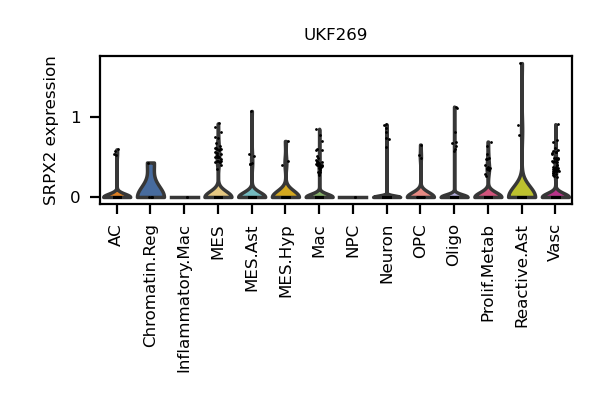 UKF269
SRPX2 expression
1
0
AC
Chromatin.Reg
Inflammatory.Mac
MES
MES.Ast
MES.Hyp
Mac
NPC
Neuron
OPC
Oligo
Prolif.Metab
Reactive.Ast
Vasc